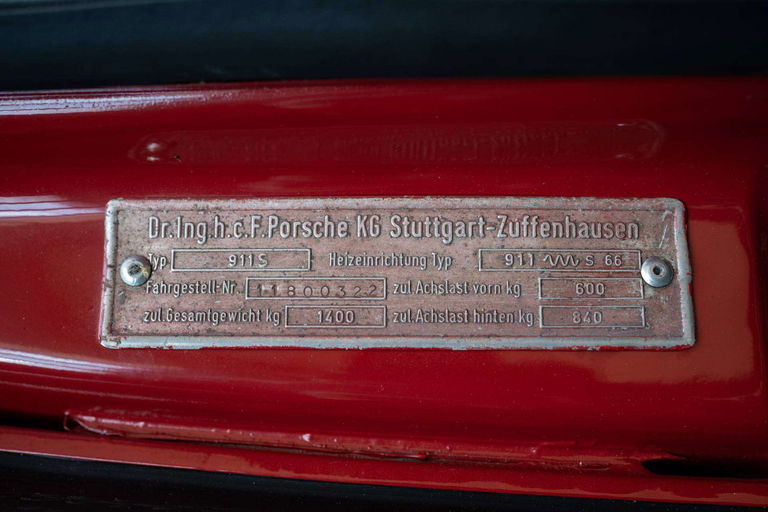 Dr.Ing.h.c.F.Porsche KG Stuttgart-Zuffenhausen
Typ 911S Heizeinrichtung Typ 911 S 66
Fahrgestell-Nr. 11800322 zul.Achslast vorn kg 600
zul.Gesamtgewicht kg 1400 zul.Achslast hinten kg 840